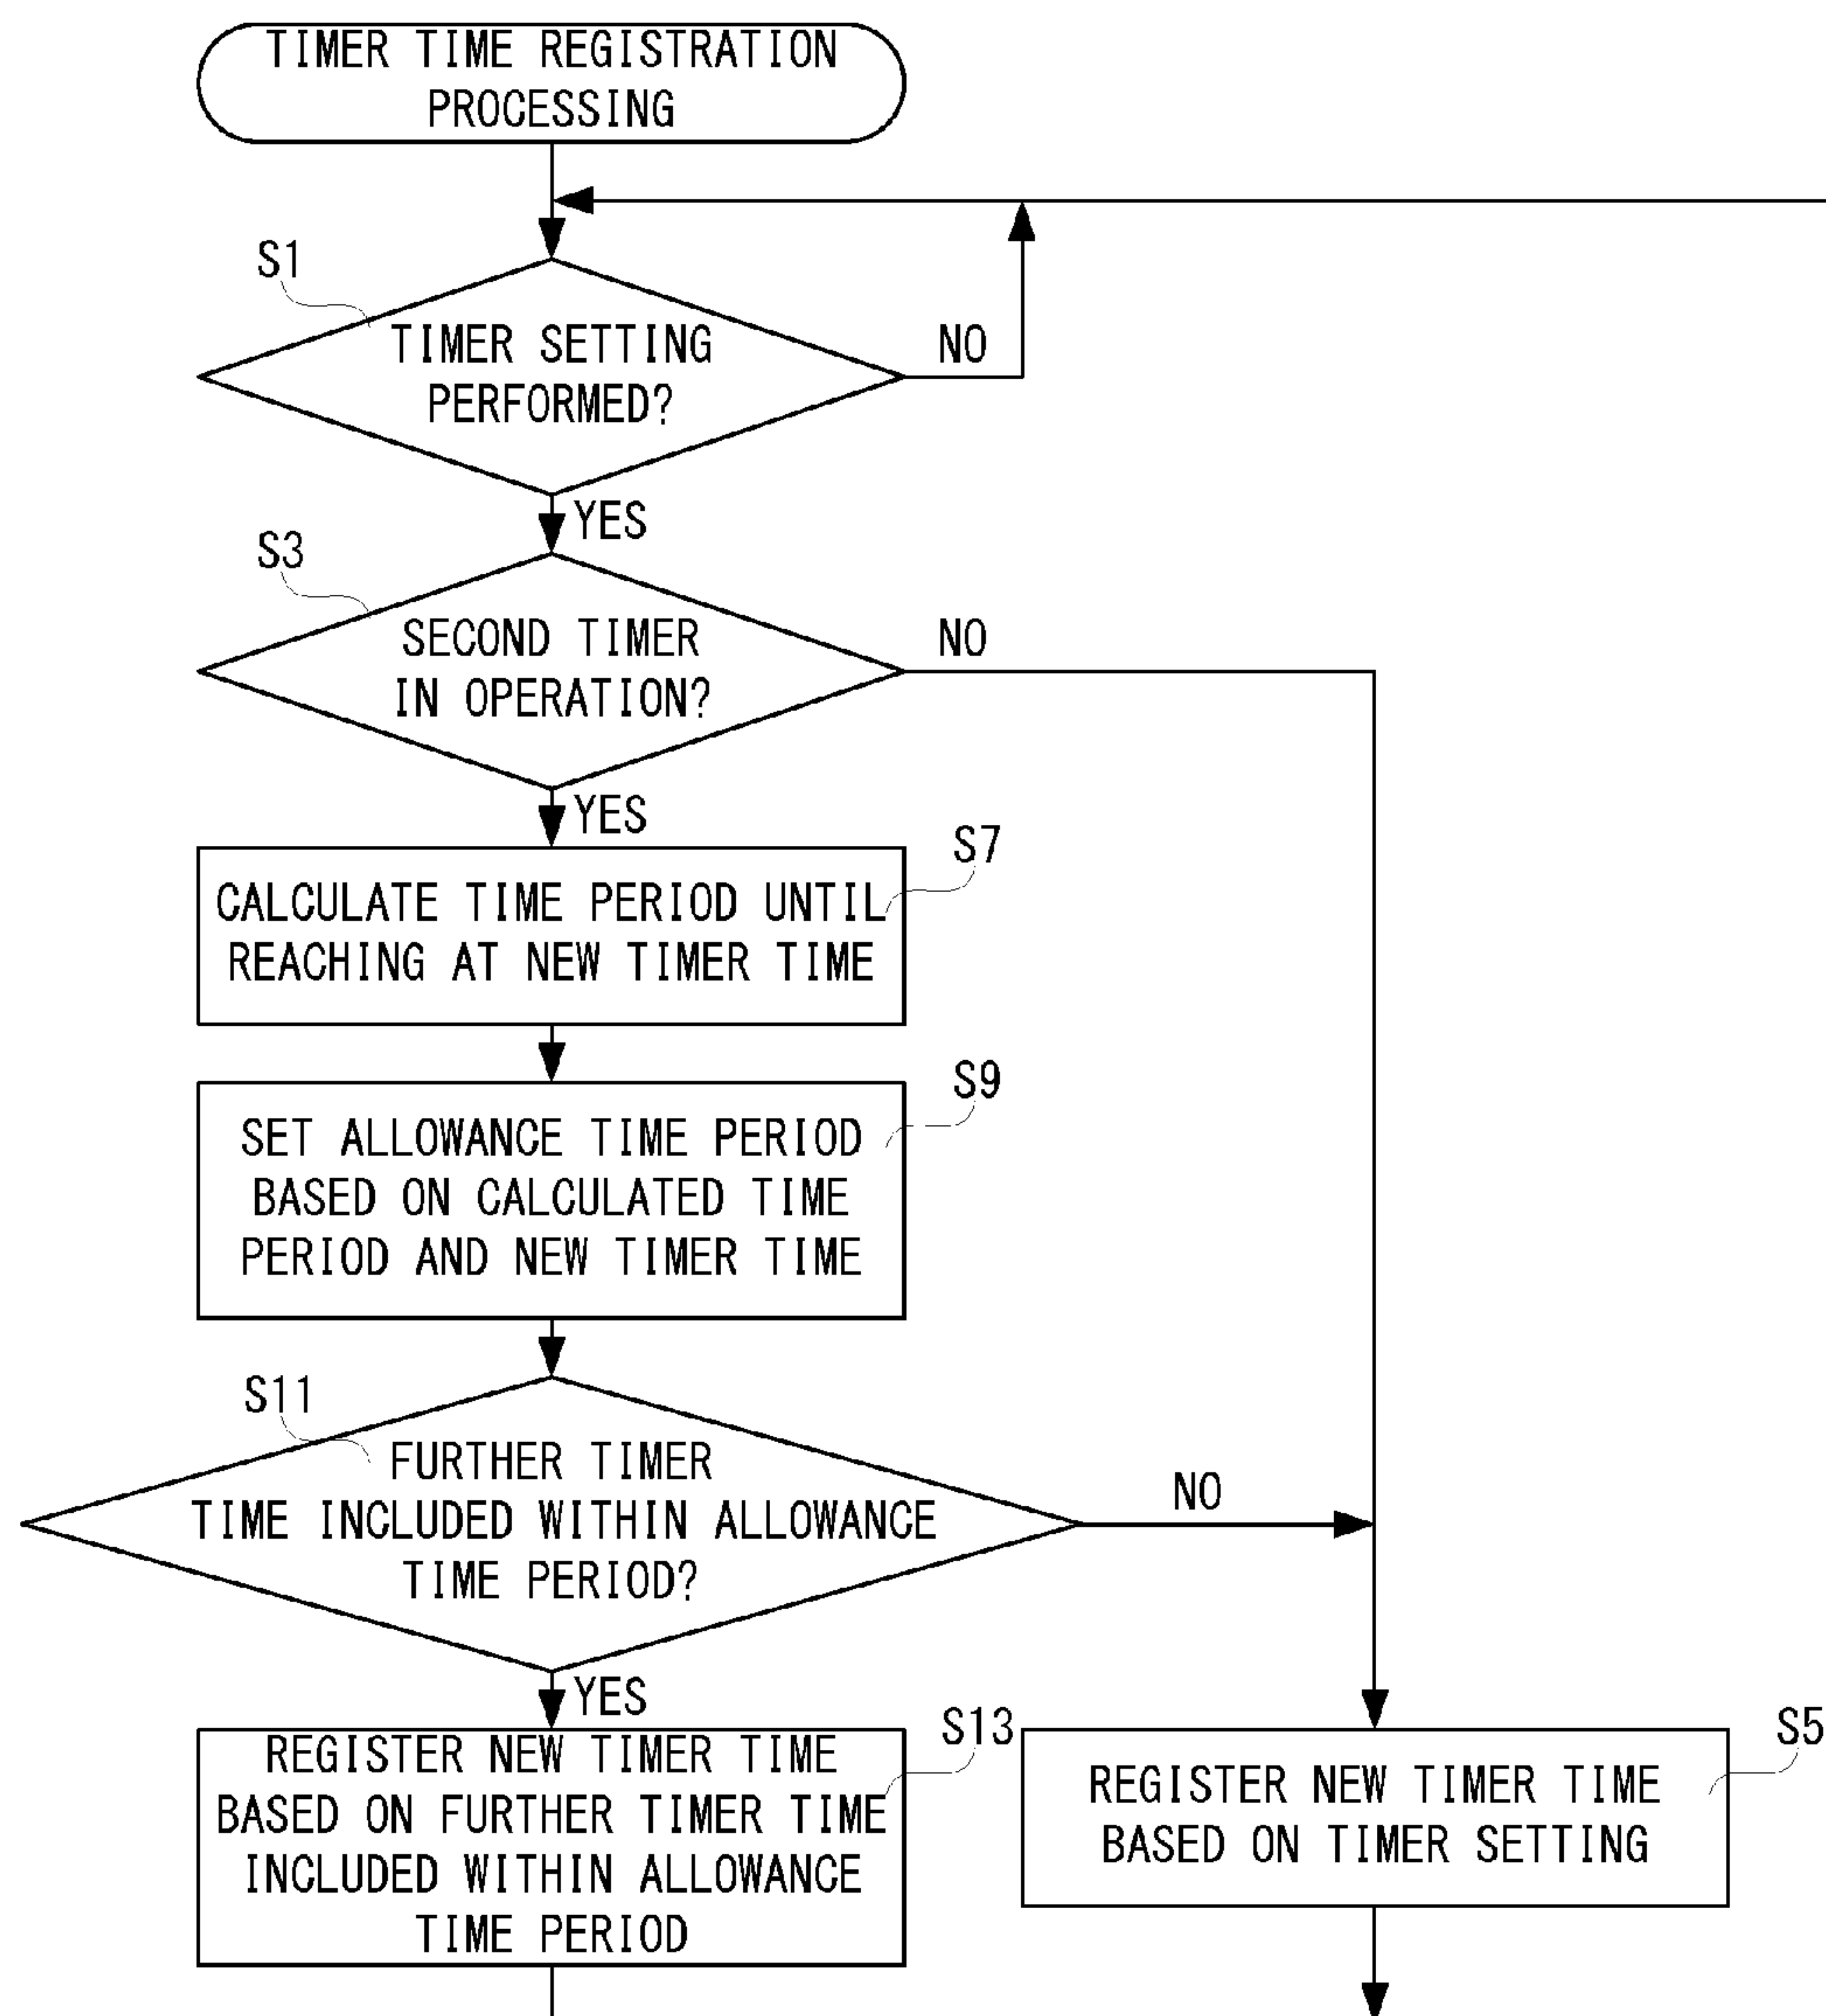 TIMER TIME REGISTRATION
PROCESSING
S1
TIMER SETTING
PERFORMED?
NO
YES
S3
SECOND TIMER
IN OPERATION?
NO
YES
S7
CALCULATE TIME PERIOD UNTIL
REACHING AT NEW TIMER TIME
S9
SET ALLOWANCE TIME PERIOD
BASED ON CALCULATED TIME
PERIOD AND NEW TIMER TIME
S11
FURTHER TIMER
TIME INCLUDED WITHIN ALLOWANCE
TIME PERIOD?
NO
YES
S13
REGISTER NEW TIMER TIME
BASED ON FURTHER TIMER TIME
INCLUDED WITHIN ALLOWANCE
TIME PERIOD
S5
REGISTER NEW TIMER TIME
BASED ON TIMER SETTING